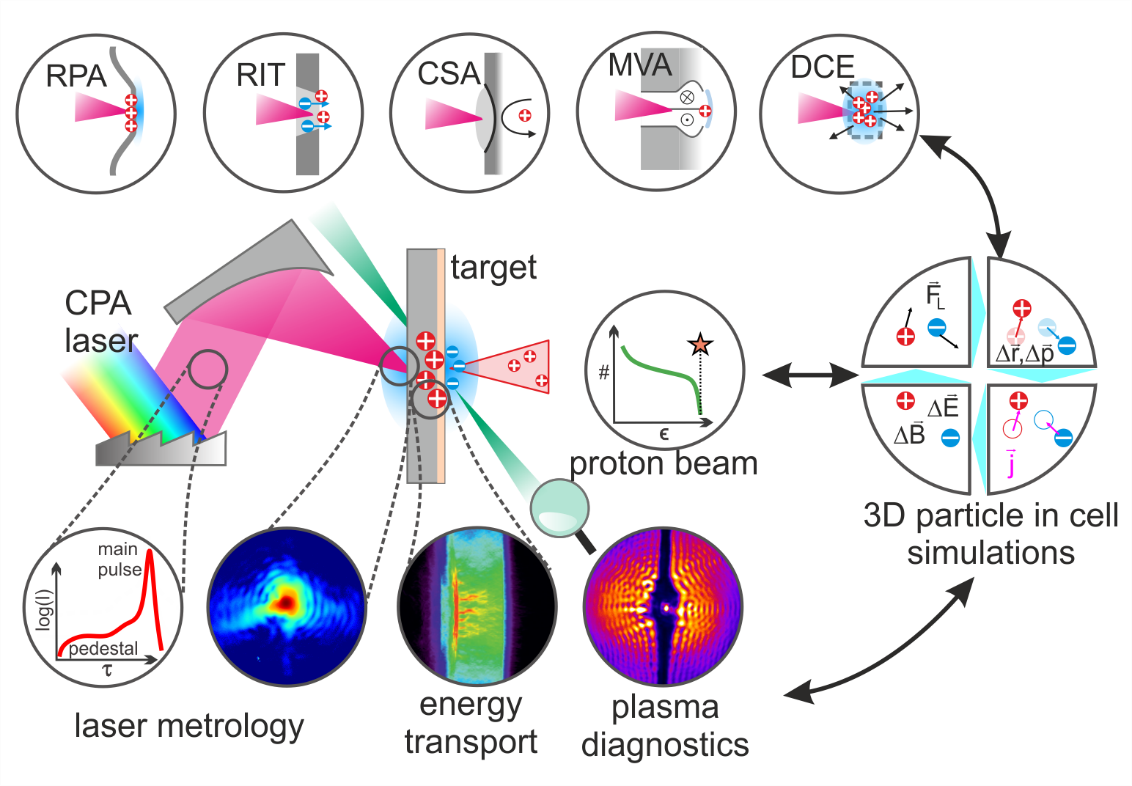 RPA
RIT
CSA
MVA
DCE
CPA
laser
target
#
ϵ
proton beam
F⃗L
Δr⃗,Δp⃗
ΔE⃗
ΔB⃗
j⃗
3D particle in cell
simulations
main
pulse
log(I)
pedestal
τ
laser metrology
energy
transport
plasma
diagnostics